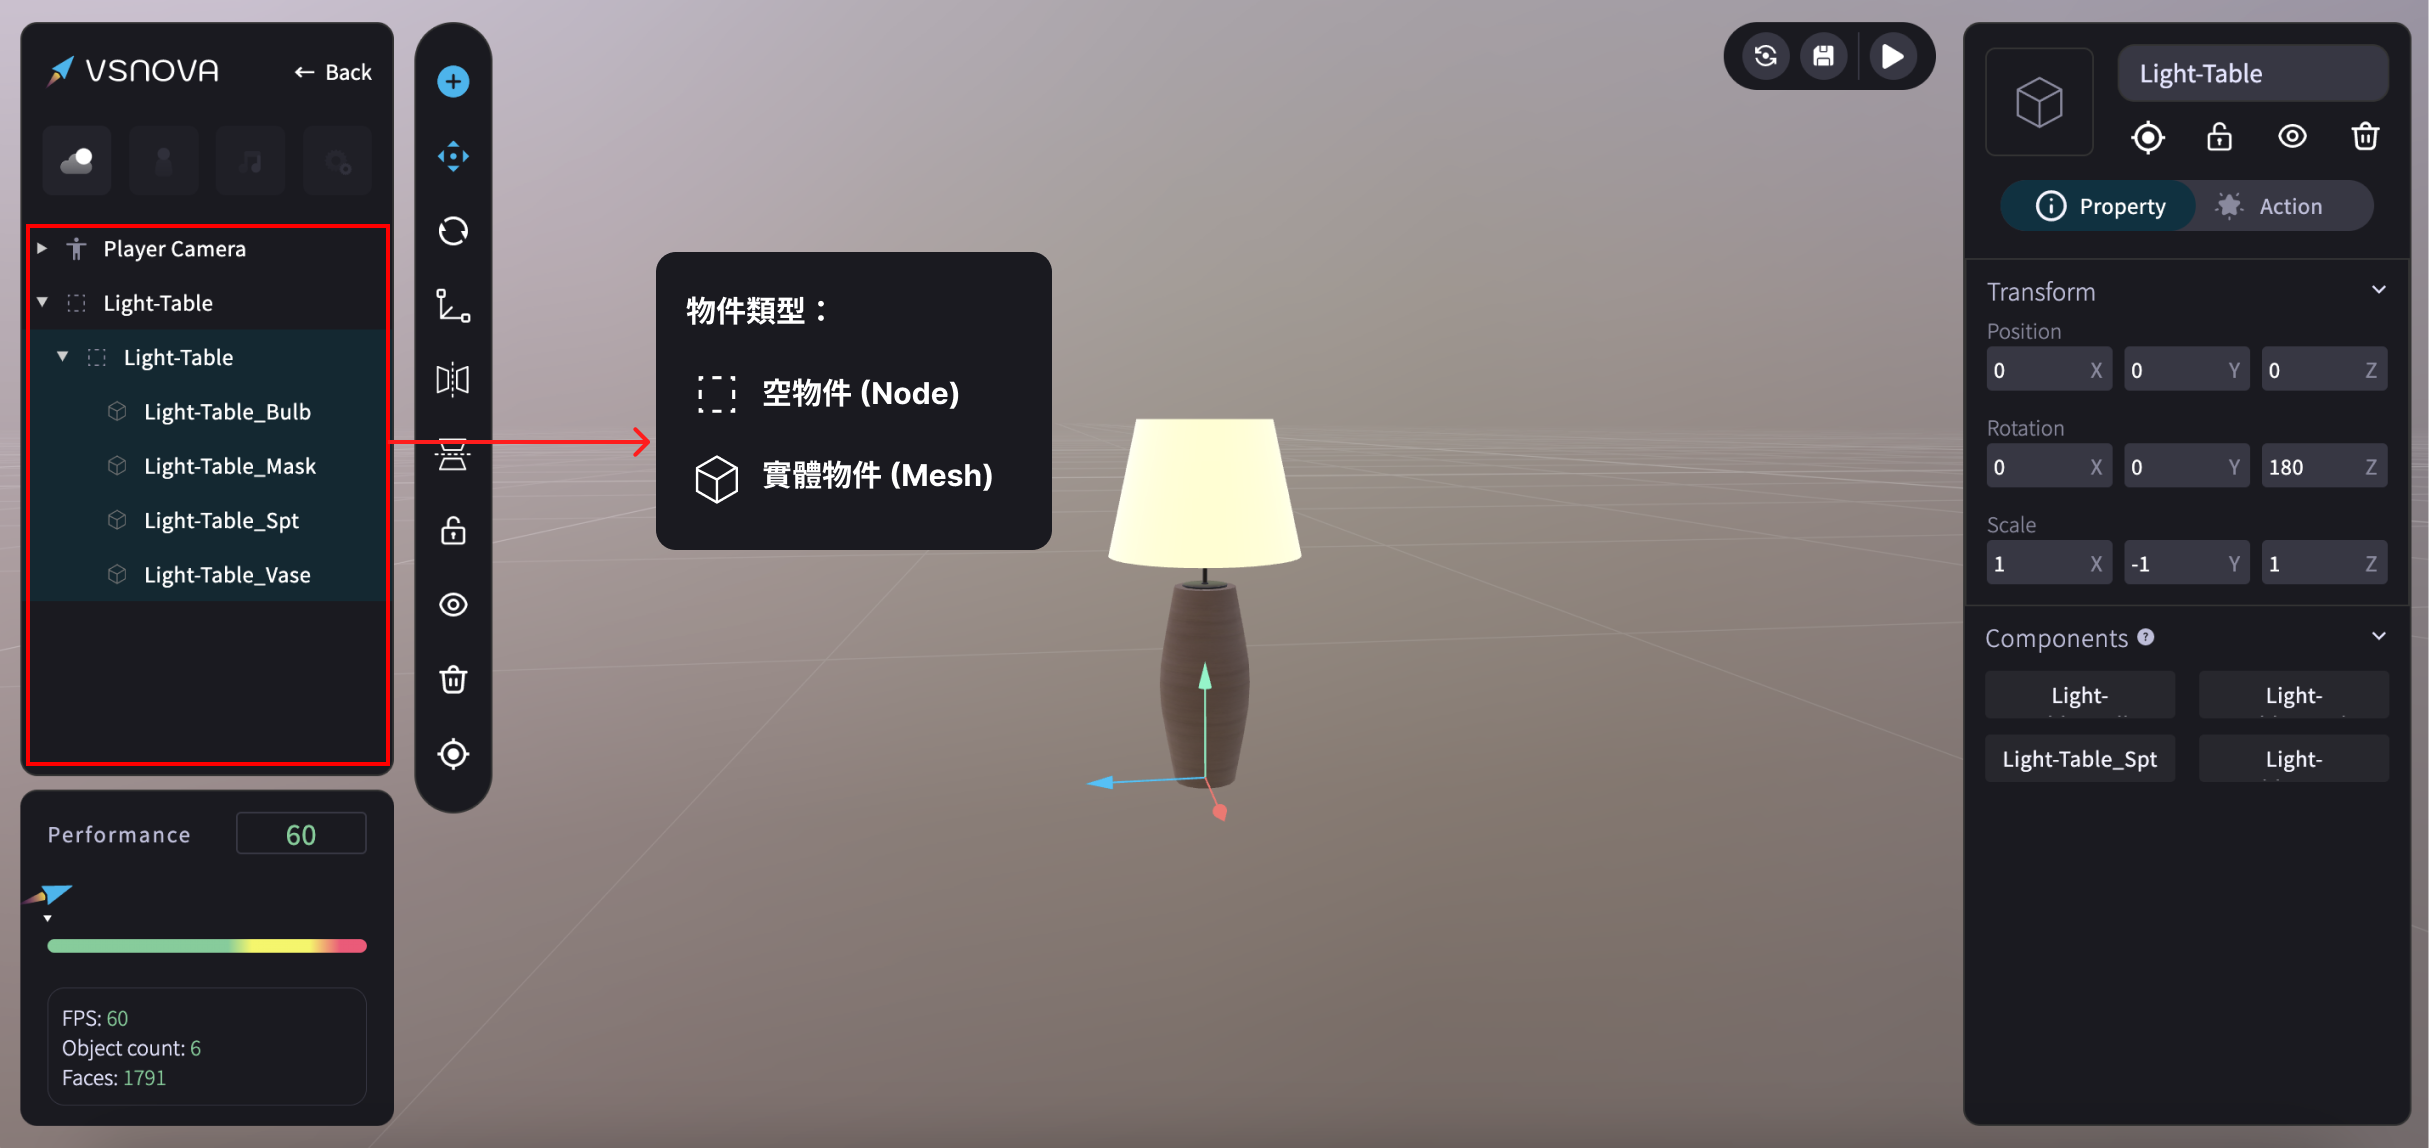 VSNOVA
← Back
Player Camera
Light-Table
Light-Table
Light-Table_Bulb
Light-Table_Mask
Light-Table_Spt
Light-Table_Vase
Performance 60
FPS: 60
Object count: 6
Faces: 1791
物件類型：
空物件 (Node)
實體物件 (Mesh)
Light-Table
Property
Action
Transform
Position
0 X 0 Y 0 Z
Rotation
0 X 0 Y 180 Z
Scale
1 X -1 Y 1 Z
Components ?
Light- Light-
Light-Table_Spt Light-